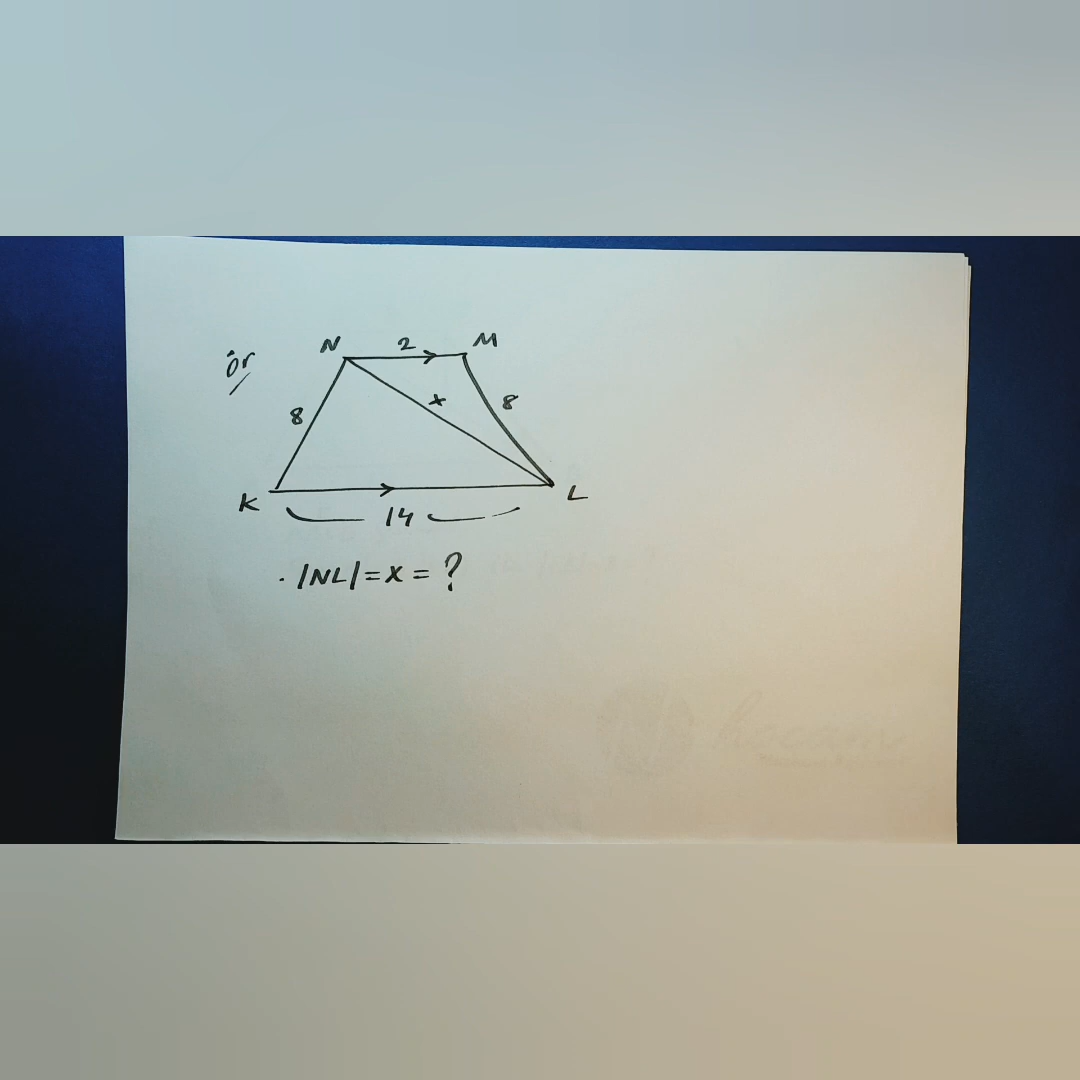 ör
N 2 M
8 x 8
K L
14
. |NL| = x = ?